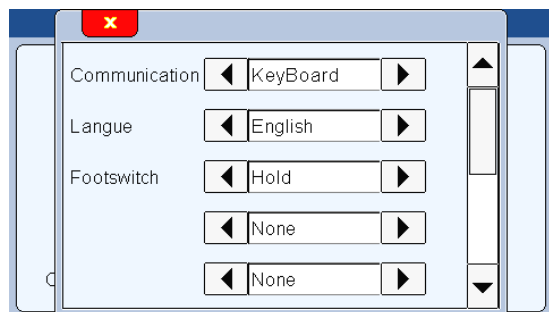 x
Communication KeyBoard
Langue English
Footswitch Hold
None
None